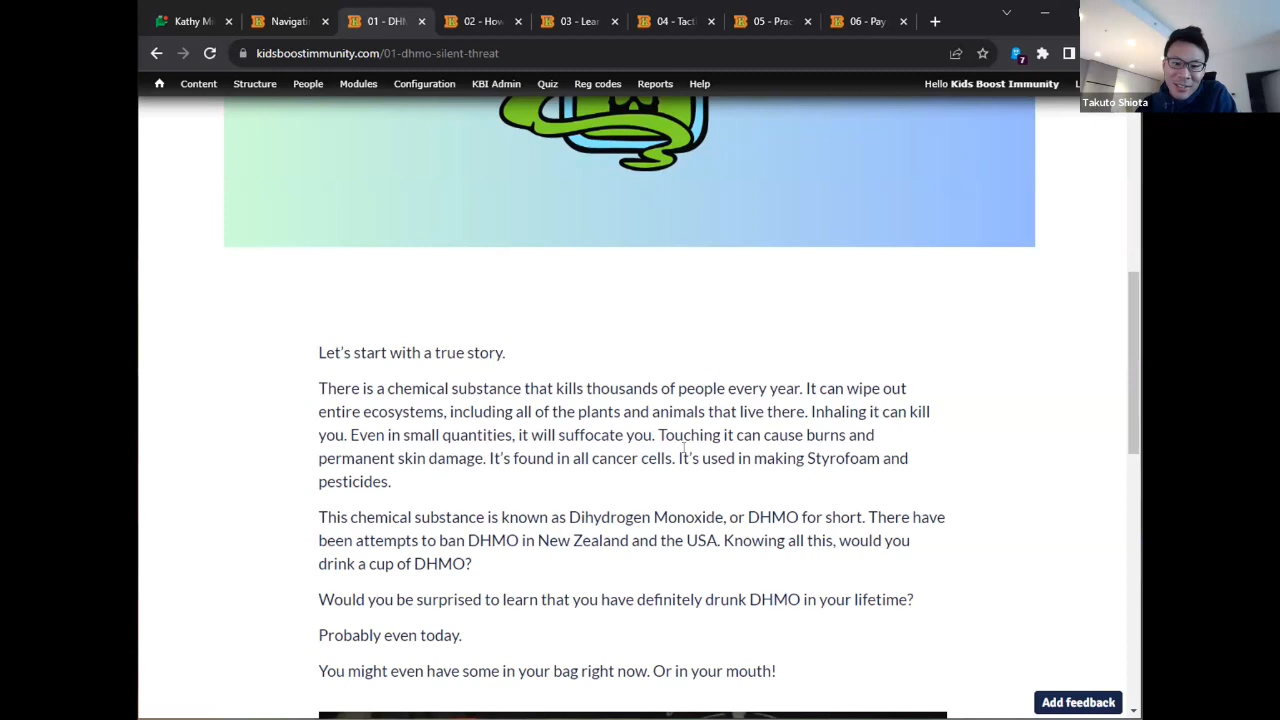 Kathy M
Navigati
01 - DHM
02 - How
03 - Lear
04 - Tacti
05 - Prac
06 - Pay
kidsboostimmunity.com/01-dhmo-silent-threat
7
Content Structure People Modules Configuration KBI Admin Quiz Reg codes Reports Help Hello Kids Boost Immunity L
Takuto Shiota
Let’s start with a true story.
There is a chemical substance that kills thousands of people every year. It can wipe out
entire ecosystems, including all of the plants and animals that live there. Inhaling it can kill
you. Even in small quantities, it will suffocate you. Touching it can cause burns and
permanent skin damage. It’s found in all cancer cells. It’s used in making Styrofoam and
pesticides.
This chemical substance is known as Dihydrogen Monoxide, or DHMO for short. There have
been attempts to ban DHMO in New Zealand and the USA. Knowing all this, would you
drink a cup of DHMO?
Would you be surprised to learn that you have definitely drunk DHMO in your lifetime?
Probably even today.
You might even have some in your bag right now. Or in your mouth!
Add feedback